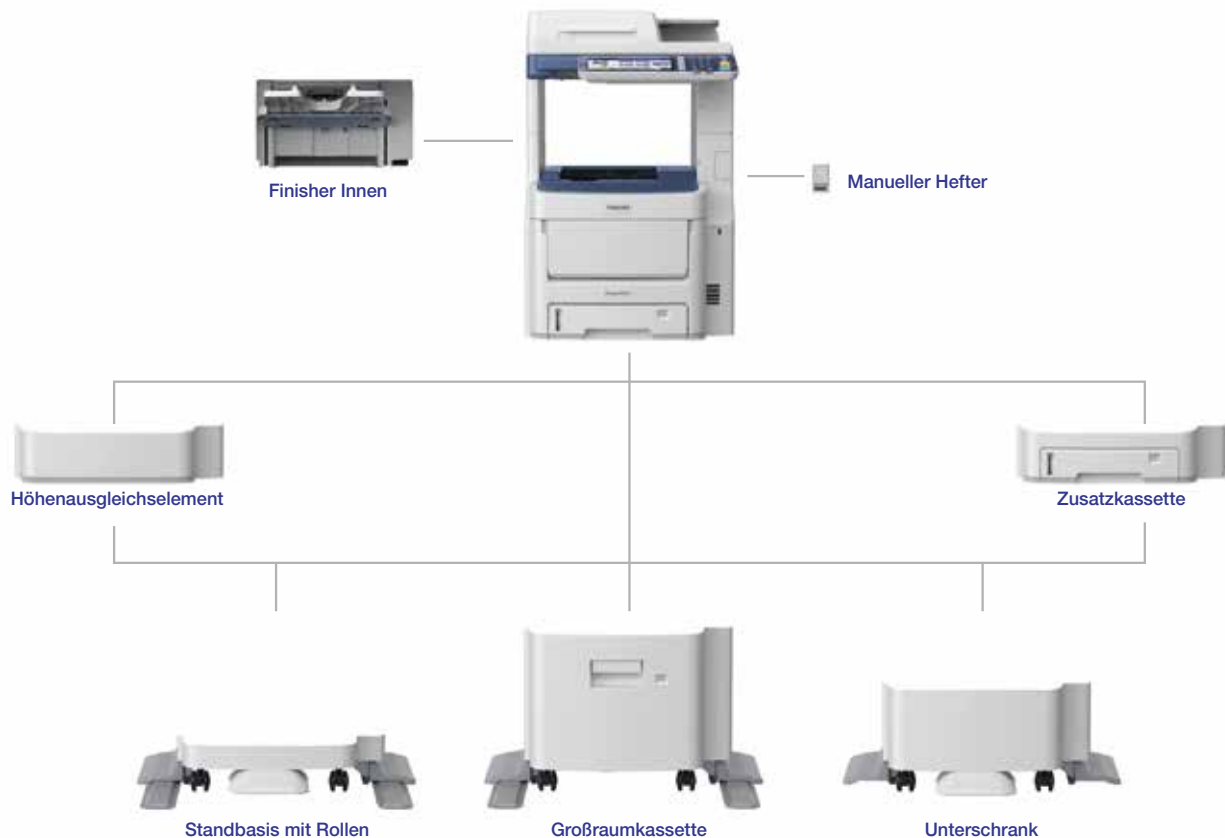 Finisher Innen
Manueller Hefter
Höhenausgleichselement
Zusatzkassette
Standbasis mit Rollen
Großraumkassette
Unterschrank